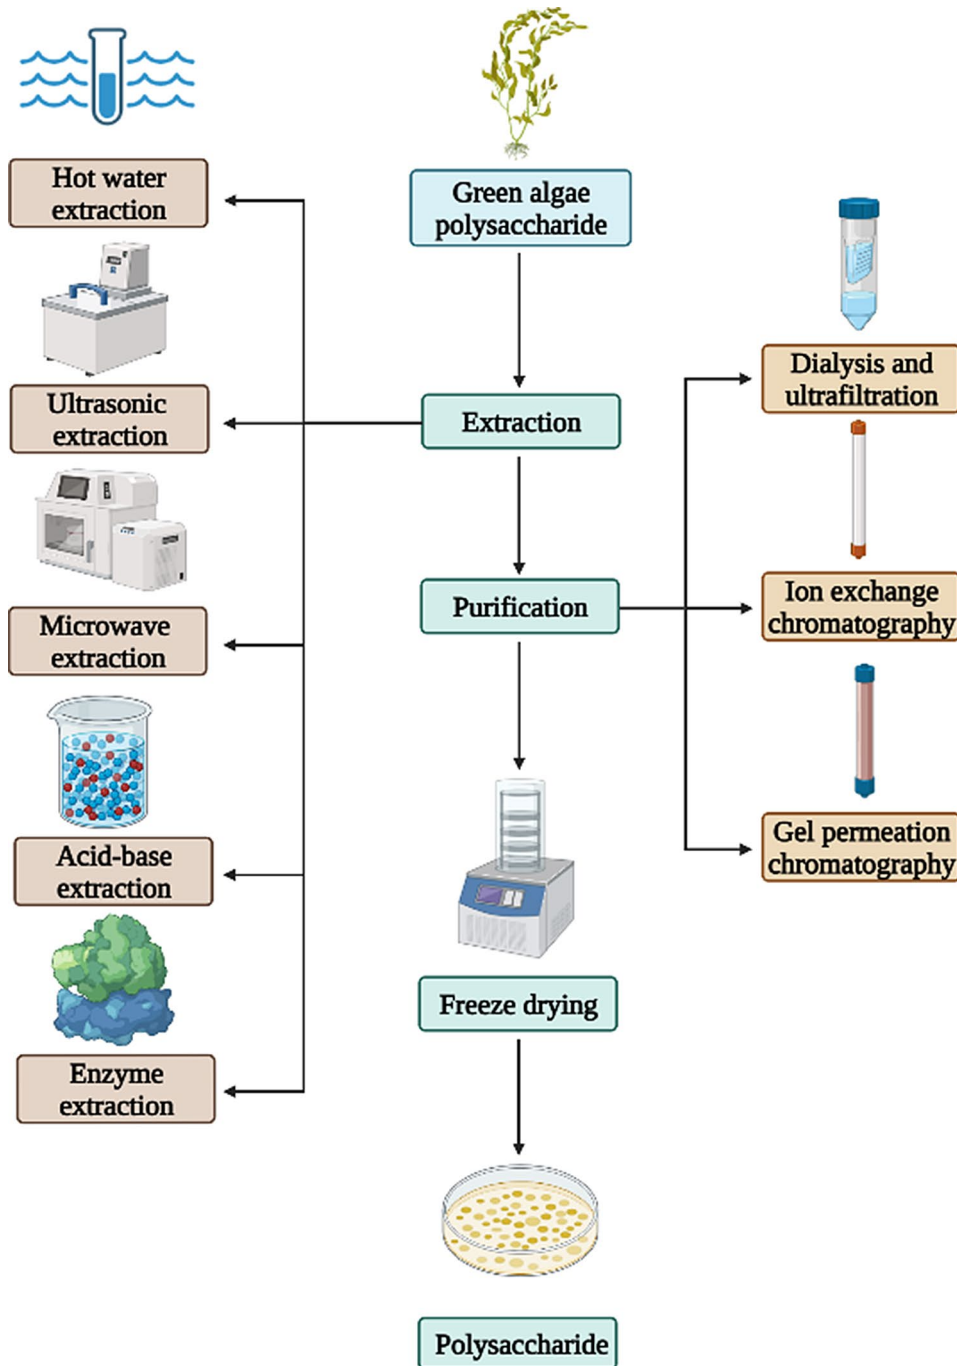 Green algae
polysaccharide
Hot water
extraction
Ultrasonic
extraction
Microwave
extraction
Acid-base
extraction
Enzyme
extraction
Extraction
Purification
Dialysis and
ultrafiltration
Ion exchange
chromatography
Gel permeation
chromatography
Freeze drying
Polysaccharide